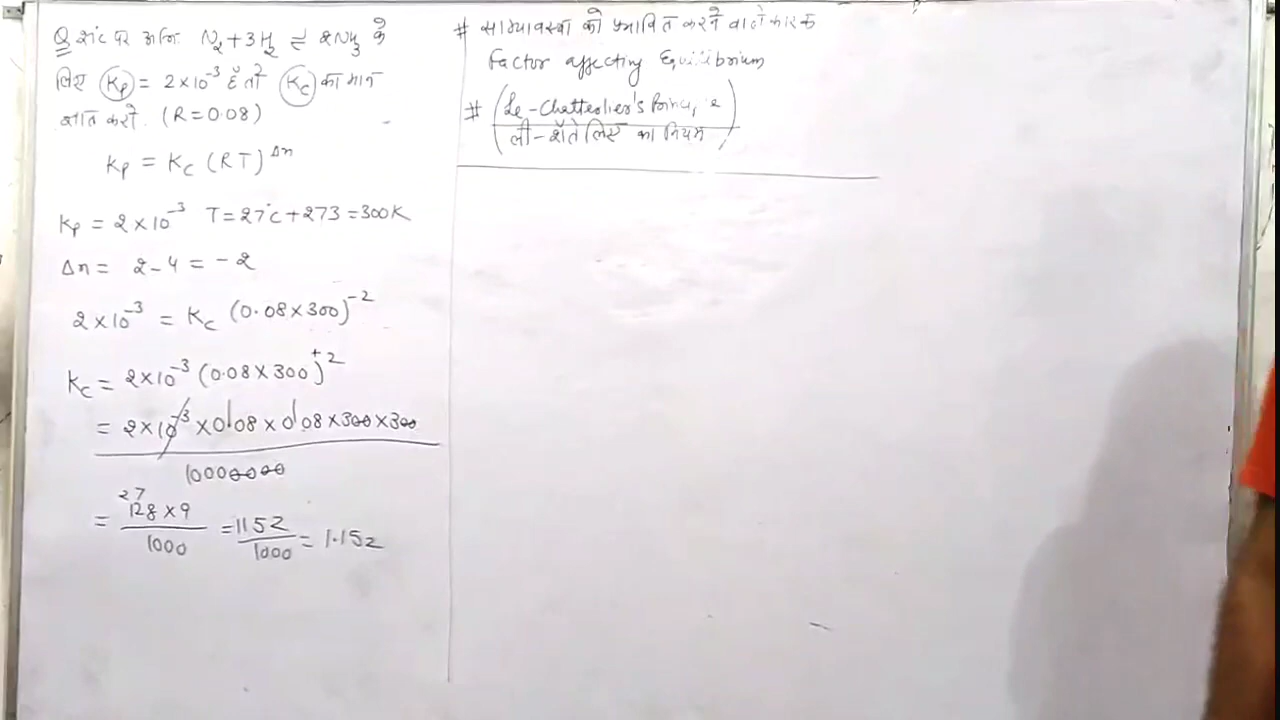 Q 27°C पर अभि. N2 + 3H2 ⇌ 2NH3 के
लिए Kp = 2×10^-3 है तो Kc का मान
ज्ञात करो. (R=0.08)
Kp = Kc (RT)^Δn
Kp = 2×10^-3 T=27°C+273=300K
Δn = 2-4 = -2
2×10^-3 = Kc (0.08×300)^-2
Kc = 2×10^-3 (0.08×300)^+2
= 2×10^-3 ×0.08×0.08×300×300
10000000
27
= 128×9 / 1000 = 1152 / 1000 = 1.152
# साम्यावस्था को प्रभावित करने वाले कारक
Factor affecting Equilibrium
# Le-Chattelier's
ली-शॅातेलिए का नियम